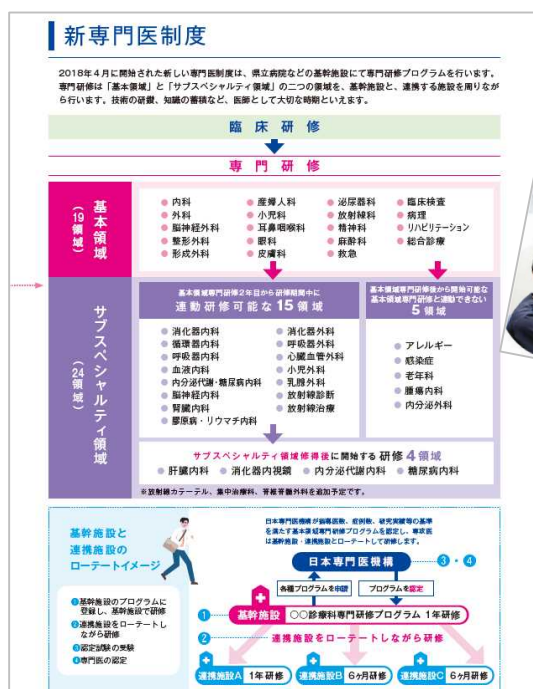 新専門医制度
2018年4月に開始された新しい専門医制度は、県立病院などの基幹施設にて専門研修プログラムを行います。
専門研修は「基本領域」と「サブスペシャルティ領域」の二つの領域を、基幹施設と、連携する施設を周りなが
ら行います。技術の研鑽、知識の蓄積など、医師として大切な時期といえます。
臨床研修
専門研修
基本領域
(19領域)
内科
外科
脳神経外科
整形外科
形成外科
産婦人科
小児科
耳鼻咽喉科
眼科
皮膚科
泌尿器科
放射線科
精神科
麻酔科
救急
臨床検査
病理
リハビリテーション
総合診療
サブスペシャルティ領域
(24領域)
基本領域専門研修2年目から研修期間中に
連動研修可能な15領域
消化器内科
循環器内科
呼吸器内科
血液内科
内分泌代謝・糖尿病内科
脳神経内科
腎臓内科
膠原病・リウマチ内科
消化器外科
呼吸器外科
心臓血管外科
小児外科
乳腺外科
放射線診断
放射線治療
基本領域専門研修後から開始可能な
基本領域専門研修と連動できない
5領域
アレルギー
感染症
老年科
腫瘍内科
内分泌外科
サブスペシャルティ領域修得後に開始する 研修4領域
肝臓内科 消化器内視鏡 内分泌代謝内科 糖尿病内科
※放射線カテーテル、集中治療科、脊椎脊髄外科を追加予定です。
基幹施設と
連携施設の
ローテートイメージ
①基幹施設のプログラムに
登録し、基幹施設で研修
②連携施設をローテートし
ながら研修
③認定試験の受験
④専門医の認定
日本専門医機構が指導医数、症例数、研究実績等の基準
を満たす基本領域専門研修プログラムを認定し、専攻医
は基幹施設・連携施設とローテートして研修します。
日本専門医機構
③・④
各種プログラムを申請
プログラムを認定
① 基幹施設 〇〇診療科専門研修プログラム 1年研修
② 連携施設をローテートしながら研修
連携施設A 1年研修
連携施設B 6ヶ月研修
連携施設C 6ヶ月研修